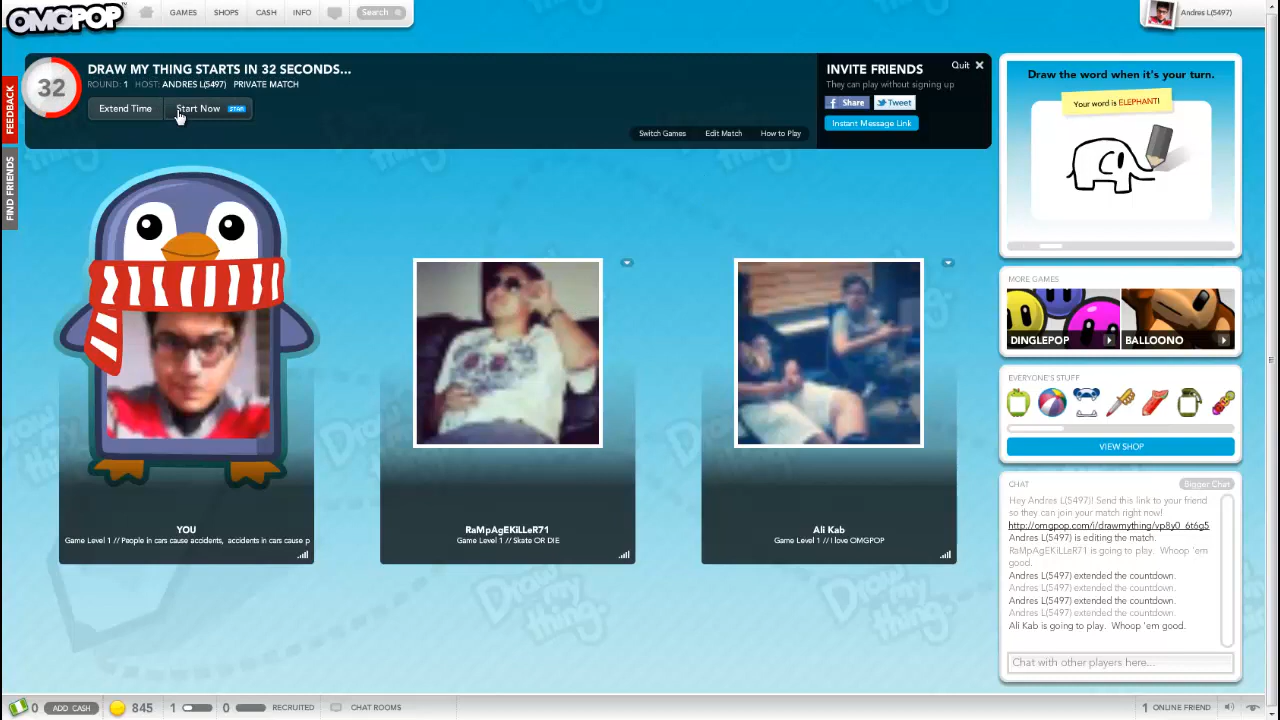 OMGPOP
GAMES SHOPS CASH INFO Search
Andres L(5497)
FEEDBACK
FIND FRIENDS
32
DRAW MY THING STARTS IN 32 SECONDS...
ROUND: 1 HOST: ANDRES L(5497) PRIVATE MATCH
Extend Time Start Now STAR
Switch Games Edit Match How to Play
INVITE FRIENDS Quit
They can play without signing up
Share Tweet
Instant Message Link
YOU
Game Level 1 // People in cars cause accidents, accidents in cars cause p
RaMpAgEKiLLeR71
Game Level 1 // Skate OR DIE
Ali Kab
Game Level 1 // I love OMGPOP
Draw the word when it's your turn.
Your word is ELEPHANT!
MORE GAMES
DINGLEPOP BALLOONO
EVERYONE'S STUFF
VIEW SHOP
CHAT Bigger Chat
Hey Andres L(5497)! Send this link to your friend
so they can join your match right now!
http://omgpop.com/i/drawmything/vp8y0_6t6g5
Andres L(5497) is editing the match.
RaMpAgEKiLLeR71 is going to play. Whoop 'em
good.
Andres L(5497) extended the countdown.
Andres L(5497) extended the countdown.
Andres L(5497) extended the countdown.
Andres L(5497) extended the countdown.
Ali Kab is going to play. Whoop 'em good.
Chat with other players here...
0 ADD CASH 845 1 0 RECRUITED CHAT ROOMS 1 ONLINE FRIEND